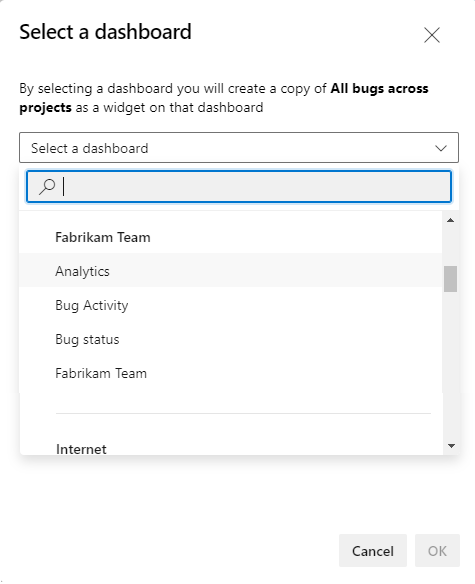 Select a dashboard
By selecting a dashboard you will create a copy of All bugs across
projects as a widget on that dashboard
Select a dashboard
Fabrikam Team
Analytics
Bug Activity
Bug status
Fabrikam Team
Internet
Cancel
OK